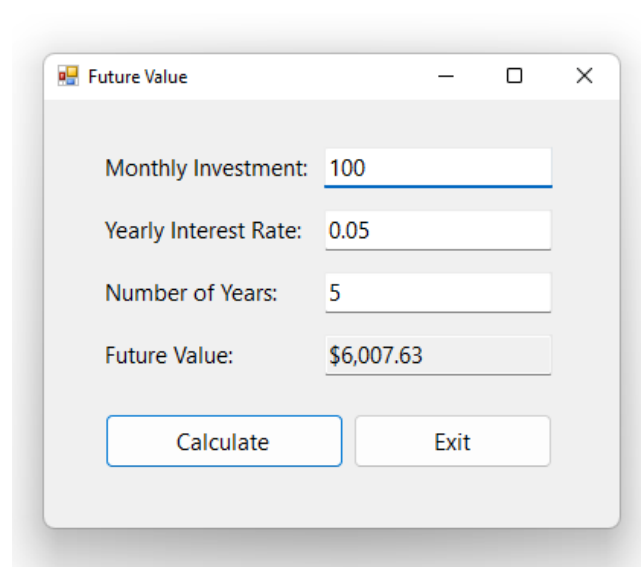 Future Value
Monthly Investment: 100
Yearly Interest Rate: 0.05
Number of Years: 5
Future Value: $6,007.63
Calculate Exit